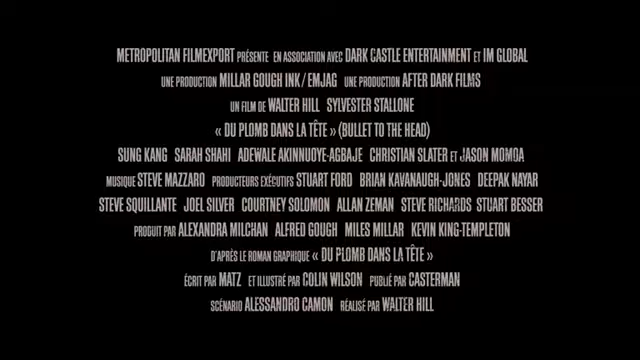 METROPOLITAN FILMEXPORT PRÉSENTE EN ASSOCIATION AVEC DARK CASTLE ENTERTAINMENT ET IM GLOBAL
UNE PRODUCTION MILLAR GOUGH INK / EMJAG UNE PRODUCTION AFTER DARK FILMS
UN FILM DE WALTER HILL SYLVESTER STALLONE
« DU PLOMB DANS LA TÊTE » (BULLET TO THE HEAD)
SUNG KANG SARAH SHAHI ADEWALE AKINNUOYE-AGBAJE CHRISTIAN SLATER ET JASON MOMOA
MUSIQUE STEVE MAZZARO PRODUCTEURS EXÉCUTIFS STUART FORD BRIAN KAVANAUGH-JONES DEEPAK NAYAR
STEVE SQUILLANTE JOEL SILVER COURTNEY SOLOMON ALLAN ZEMAN STEVE RICHARDS STUART BESSER
PRODUIT PAR ALEXANDRA MILCHAN ALFRED GOUGH MILES MILLAR KEVIN KING-TEMPLETON
D'APRÈS LE ROMAN GRAPHIQUE « DU PLOMB DANS LA TÊTE »
ÉCRIT PAR MATZ ET ILLUSTRÉ PAR COLIN WILSON PUBLIÉ PAR CASTERMAN
SCÉNARIO ALESSANDRO CAMON RÉALISÉ PAR WALTER HILL